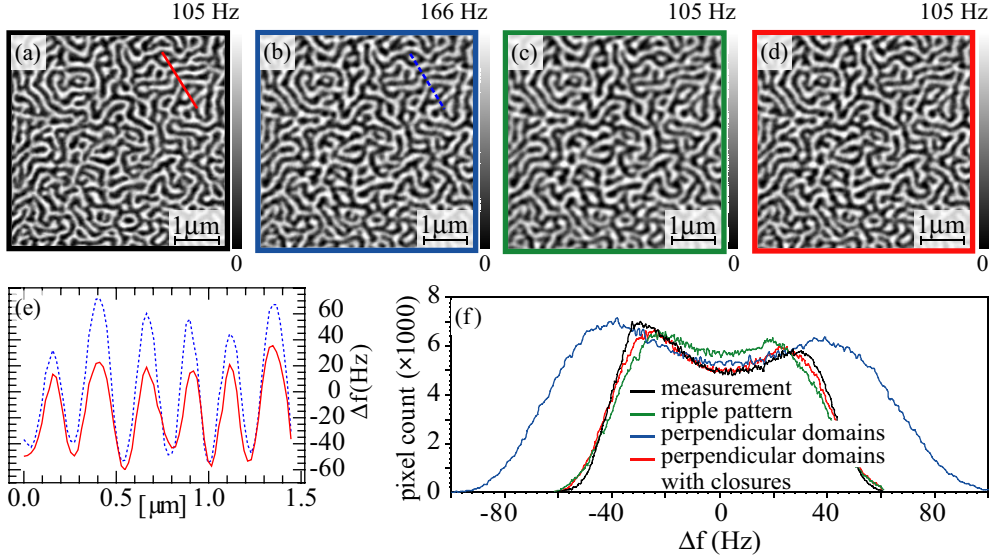 105 Hz 166 Hz 105 Hz 105 Hz
(a) (b) (c) (d)
1μm 1μm 1μm 1μm
0 0 0 0
(e)
60
40
20
0
-20
-40
-60
Δf(Hz)
0.0 0.5 1.0 1.5
[μm]
(f)
8
6
4
2
0
pixel count (×1000)
measurement
ripple pattern
perpendicular domains
perpendicular domains
with closures
-80 -40 0 40 80
Δf (Hz)